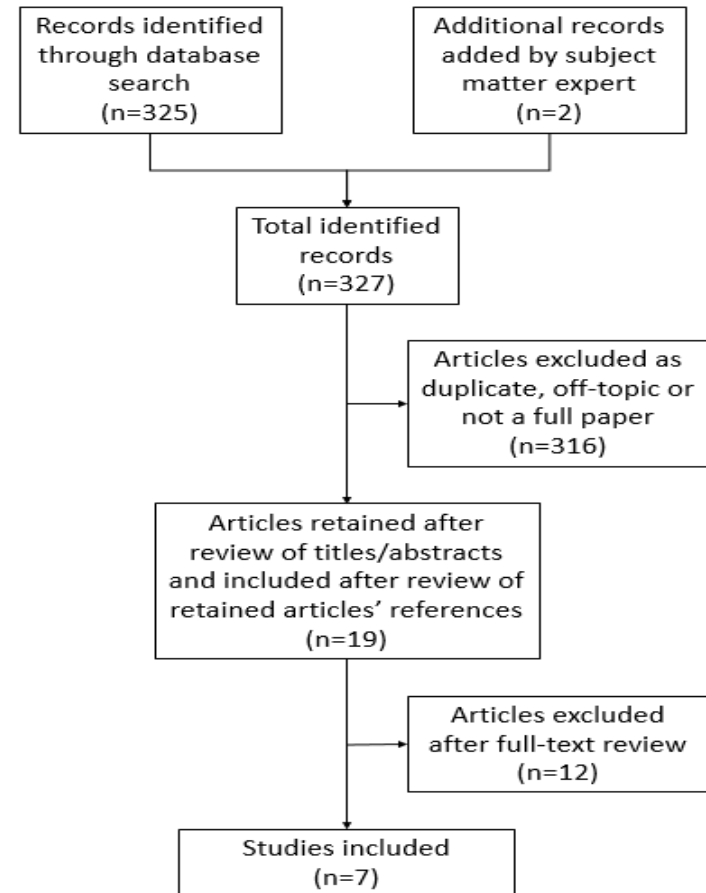 Records identified
through database
search
(n=325)
Additional records
added by subject
matter expert
(n=2)
Total identified
records
(n=327)
Articles excluded as
duplicate, off-topic or
not a full paper
(n=316)
Articles retained after
review of titles/abstracts
and included after review of
retained articles’ references
(n=19)
Articles excluded
after full-text review
(n=12)
Studies included
(n=7)